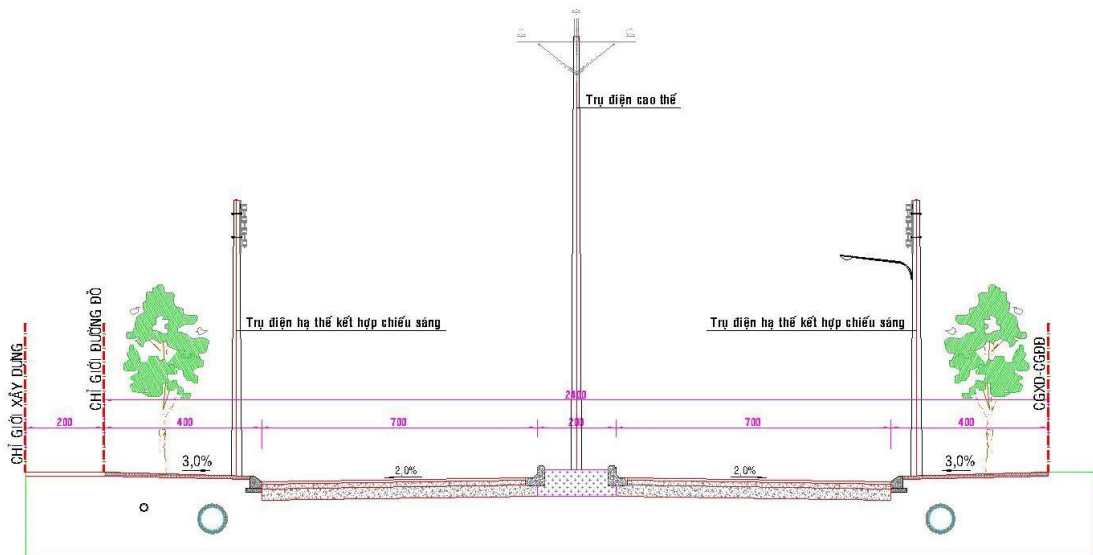 Trụ điện cao thế
Trụ điện hạ thế kết hợp chiếu sáng
Trụ điện hạ thế kết hợp chiếu sáng
CHỈ GIỚI XÂY DỰNG
CHỈ GIỚI ĐƯỜNG ĐỎ
CGXD-CGĐĐ
2400
200
400
700
200
700
400
3,0%
2,0%
2,0%
3,0%